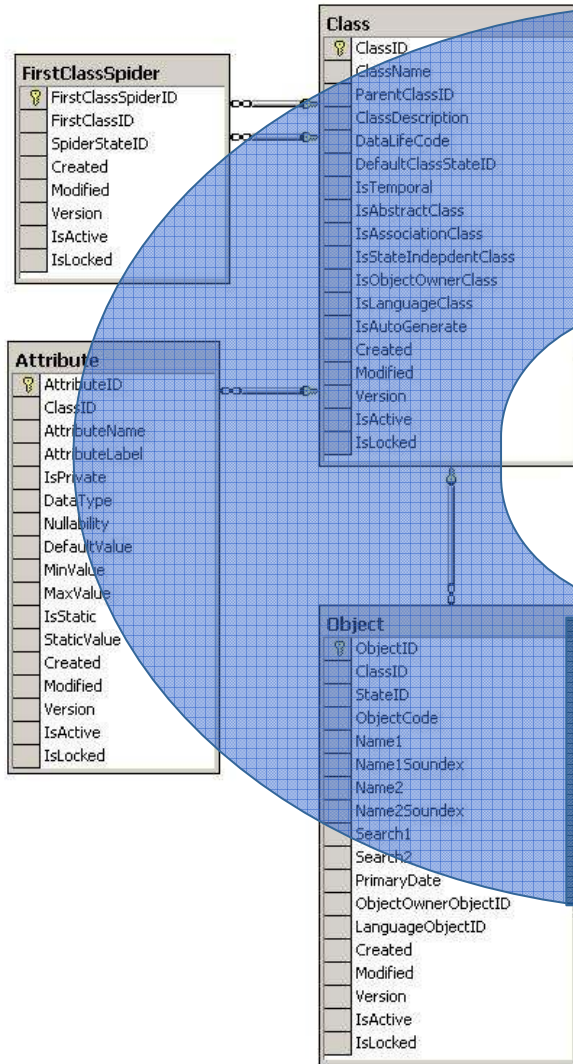 FirstClassSpider
FirstClassSpiderID
FirstClassID
SpiderStateID
Created
Modified
Version
IsActive
IsLocked
Class
ClassID
ClassName
ParentClassID
ClassDescription
DataLifeCode
DefaultClassStateID
IsTemporal
IsAbstractClass
IsAssociationClass
IsStateIndepdentClass
IsObjectOwnerClass
IsLanguageClass
IsAutoGenerate
Created
Modified
Version
IsActive
IsLocked
Attribute
AttributeID
ClassID
AttributeName
AttributeLabel
IsPrivate
DataType
Nullability
DefaultValue
MinValue
MaxValue
IsStatic
StaticValue
Created
Modified
Version
IsActive
IsLocked
Object
ObjectID
ClassID
StateID
ObjectCode
Name1
Name1Soundex
Name2
Name2Soundex
Search1
Search2
PrimaryDate
ObjectOwnerObjectID
LanguageObjectID
Created
Modified
Version
IsActive
IsLocked